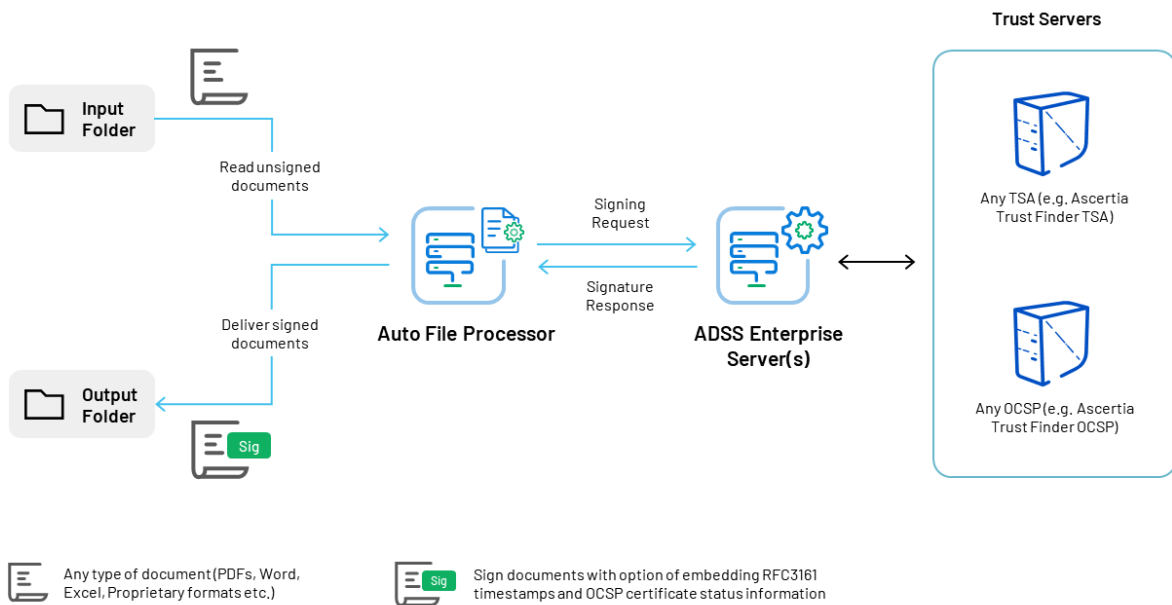 Trust Servers
Input
Folder
Read unsigned
documents
Signing
Request
Any TSA (e.g. Ascertia
Trust Finder TSA)
Signature
Response
Deliver signed
documents
Auto File Processor
ADSS Enterprise
Server(s)
Output
Folder
Any OCSP (e.g. Ascertia
Trust Finder OCSP)
Sig
Any type of document (PDFs, Word,
Excel, Proprietary formats etc.)
Sig
Sign documents with option of embedding RFC3161
timestamps and OCSP certificate status information